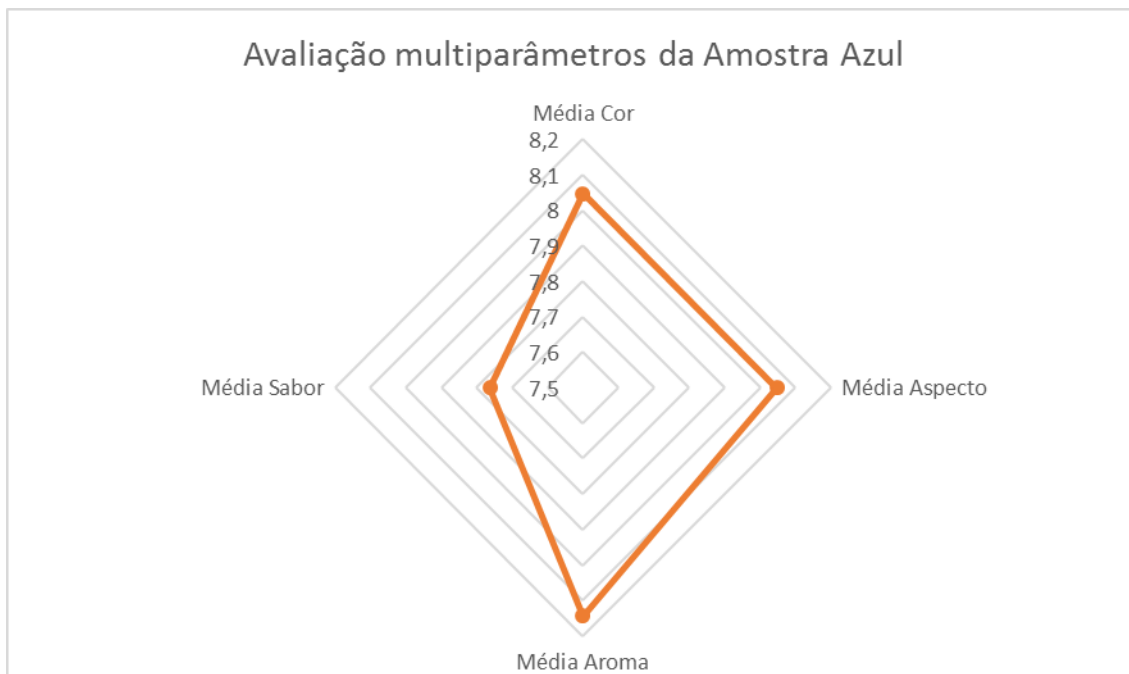 Avaliação multiparâmetros da Amostra Azul
Média Cor
8,2
8,1
8
7,9
7,8
7,7
7,6
7,5
Média Sabor
Média Aspecto
Média Aroma